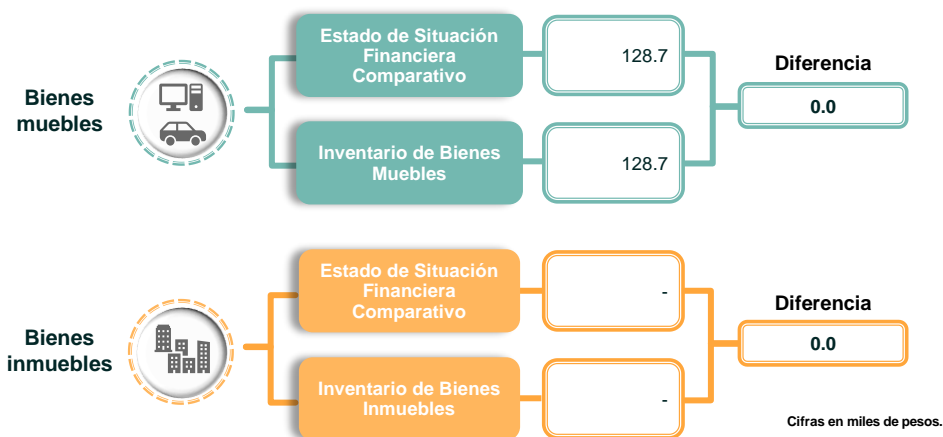 Bienes
muebles
Estado de Situación
Financiera
Comparativo
128.7
Inventario de Bienes
Muebles
128.7
Diferencia
0.0
Bienes
inmuebles
Estado de Situación
Financiera
Comparativo
-
Inventario de Bienes
Inmuebles
-
Diferencia
0.0
Cifras en miles de pesos.